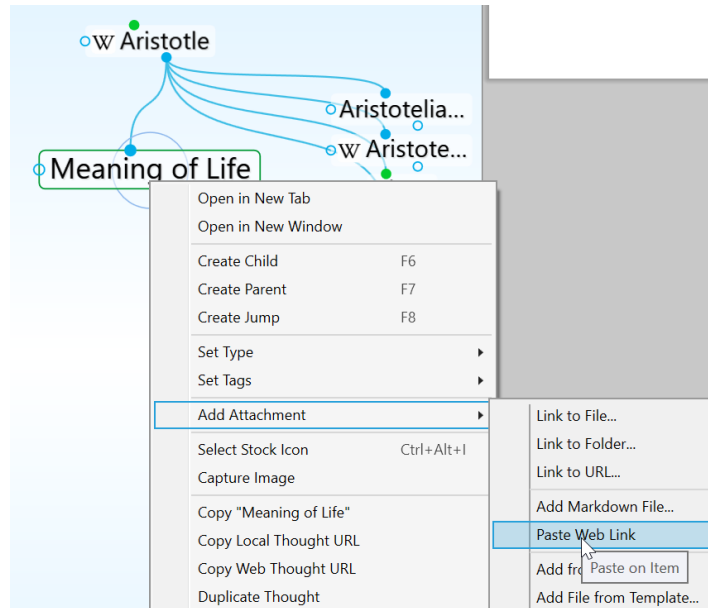 W Aristotle
Aristotelia...
W Aristote...
Meaning of Life
Open in New Tab
Open in New Window
Create Child F6
Create Parent F7
Create Jump F8
Set Type
Set Tags
Add Attachment
Select Stock Icon Ctrl+Alt+I
Capture Image
Copy "Meaning of Life"
Copy Local Thought URL
Copy Web Thought URL
Duplicate Thought
Link to File...
Link to Folder...
Link to URL...
Add Markdown File...
Paste Web Link
Paste on Item
Add
Add File from Template...